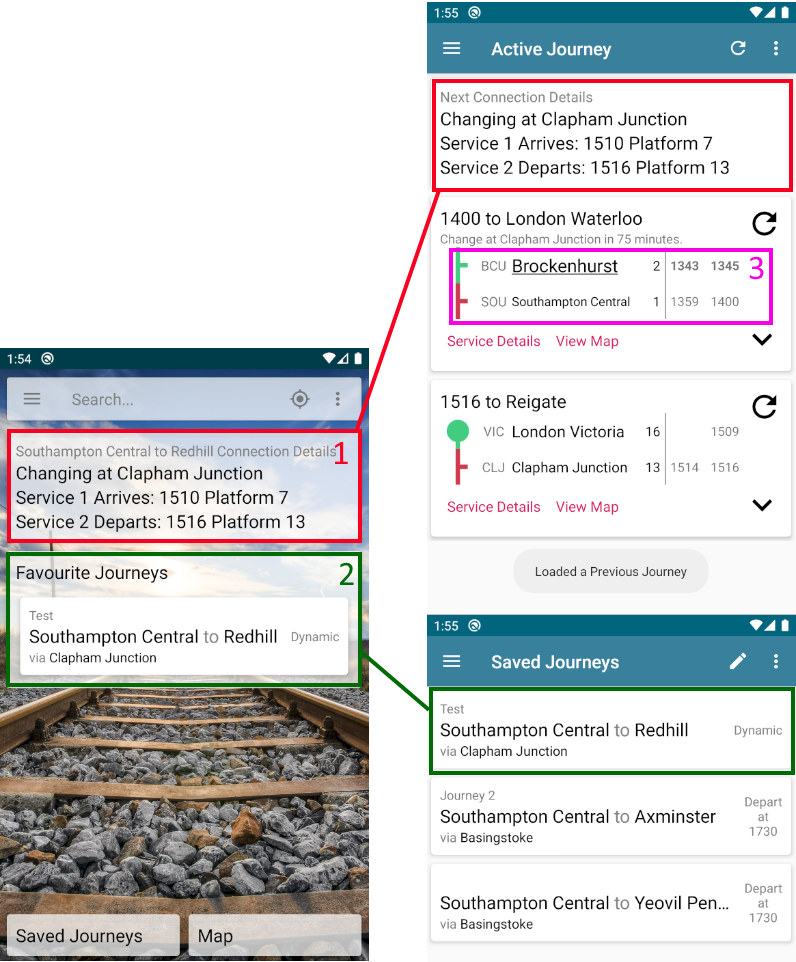 1:55
Active Journey
Next Connection Details
Changing at Clapham Junction
Service 1 Arrives: 1510 Platform 7
Service 2 Departs: 1516 Platform 13
1400 to London Waterloo
Change at Clapham Junction in 75 minutes.
BCU Brockenhurst 2 1343 1345 3
SOU Southampton Central 1 1359 1400
Service Details View Map
1516 to Reigate
VIC London Victoria 16 1509
CLJ Clapham Junction 13 1514 1516
Service Details View Map
Loaded a Previous Journey
1:54
Search...
Southampton Central to Redhill Connection Details 1
Changing at Clapham Junction
Service 1 Arrives: 1510 Platform 7
Service 2 Departs: 1516 Platform 13
Favourite Journeys 2
Test
Southampton Central to Redhill Dynamic
via Clapham Junction
Saved Journeys Map
1:55
Saved Journeys
Test
Southampton Central to Redhill Dynamic
via Clapham Junction
Journey 2
Southampton Central to Axminster
via Basingstoke
Depart
at
1730
Southampton Central to Yeovil Pen...
via Basingstoke
Depart
at
1730